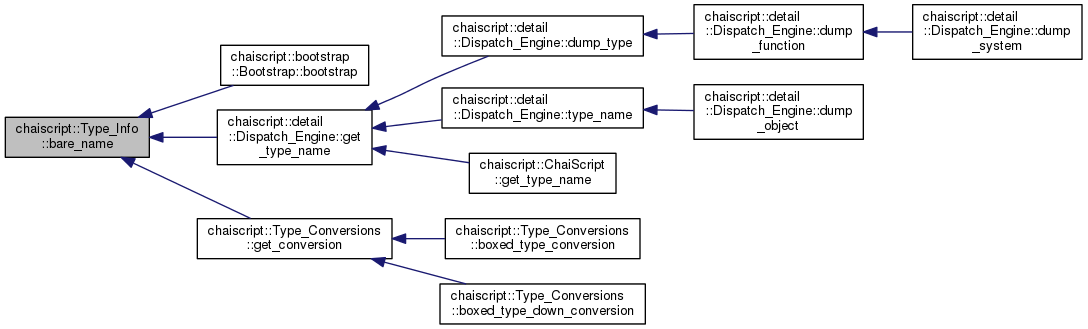 chaiscript::Type_Info
::bare_name
chaiscript::bootstrap
::Bootstrap::bootstrap
chaiscript::detail
::Dispatch_Engine::get
_type_name
chaiscript::Type_Conversions
::get_conversion
chaiscript::detail
::Dispatch_Engine::dump_type
chaiscript::detail
::Dispatch_Engine::type_name
chaiscript::ChaiScript
::get_type_name
chaiscript::Type_Conversions
::boxed_type_conversion
chaiscript::Type_Conversions
::boxed_type_down_conversion
chaiscript::detail
::Dispatch_Engine::dump
_function
chaiscript::detail
::Dispatch_Engine::dump
_object
chaiscript::detail
::Dispatch_Engine::dump
_system